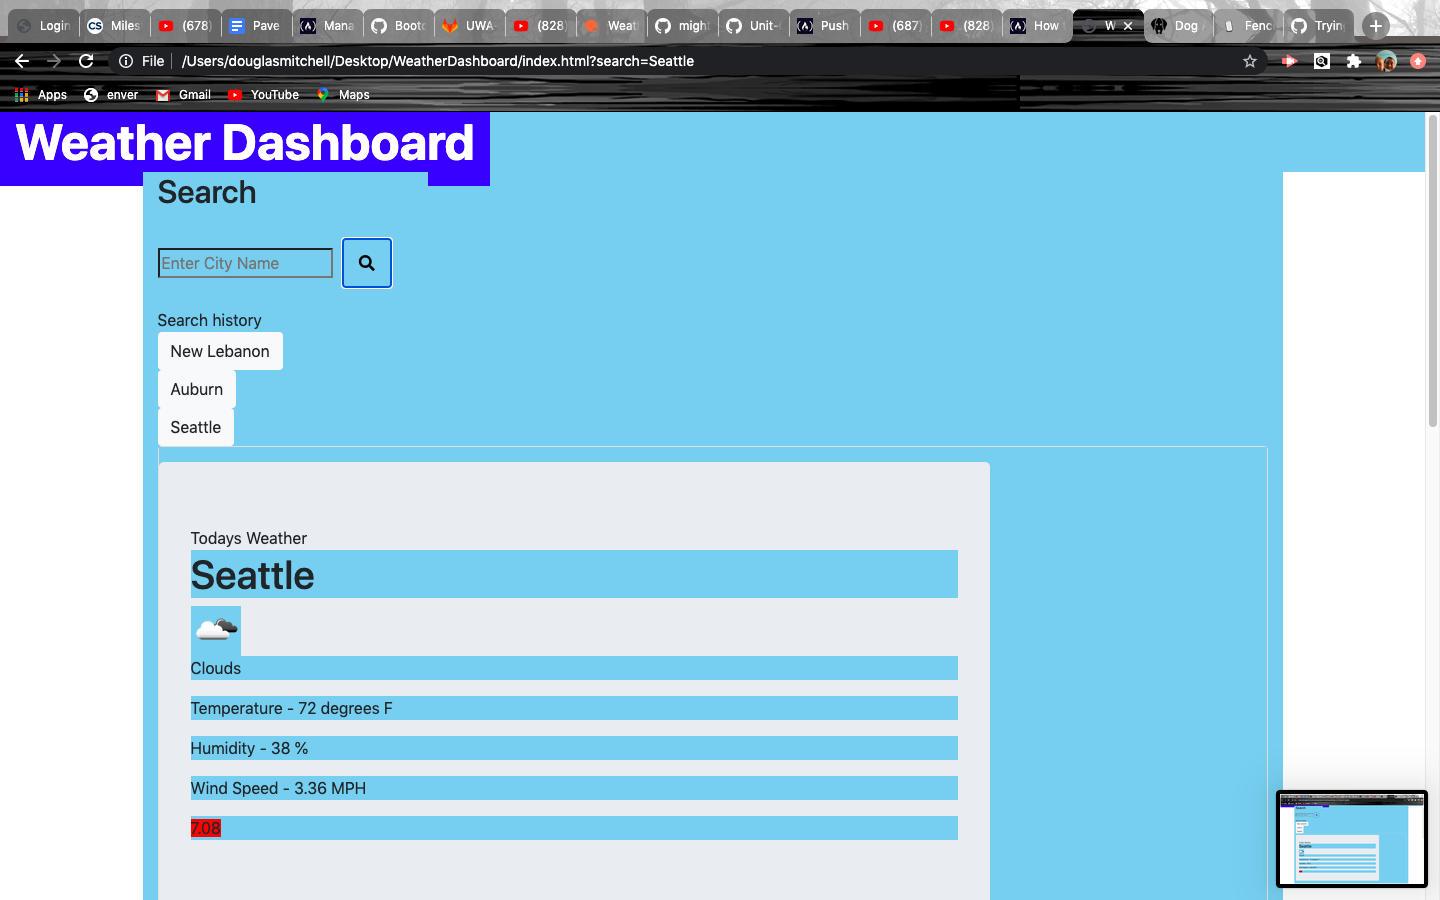 Login
Miles
(678)
Pave
Mana
Boot
UWA-
(828)
Weat
might
Unit-
Push
(687)
(828)
How
W
Dog
Fenc
Tryin
File
/Users/douglasmitchell/Desktop/WeatherDashboard/index.html?search=Seattle
Apps
enver
Gmail
YouTube
Maps
Weather Dashboard
Search
Enter City Name
Search history
New Lebanon
Auburn
Seattle
Todays Weather
Seattle
Clouds
Temperature - 72 degrees F
Humidity - 38 %
Wind Speed - 3.36 MPH
7.08